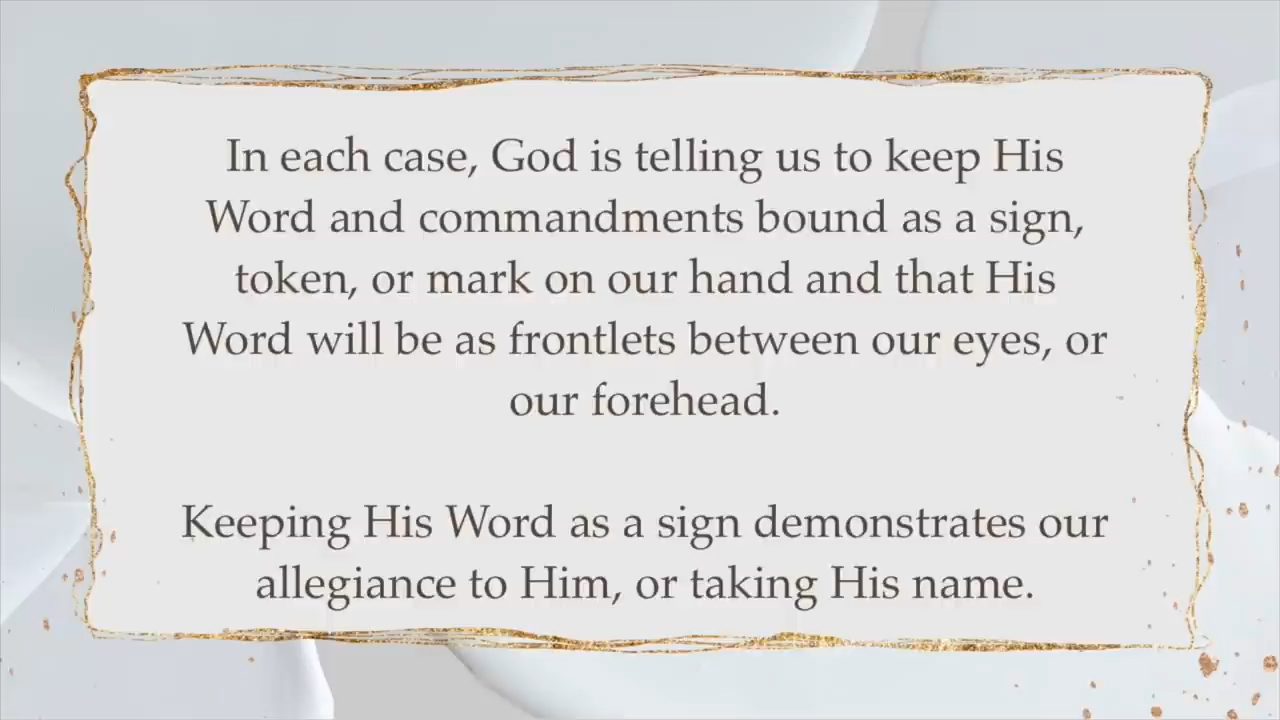 In each case, God is telling us to keep His
Word and commandments bound as a sign,
token, or mark on our hand and that His
Word will be as frontlets between our eyes, or
our forehead.
Keeping His Word as a sign demonstrates our
allegiance to Him, or taking His name.